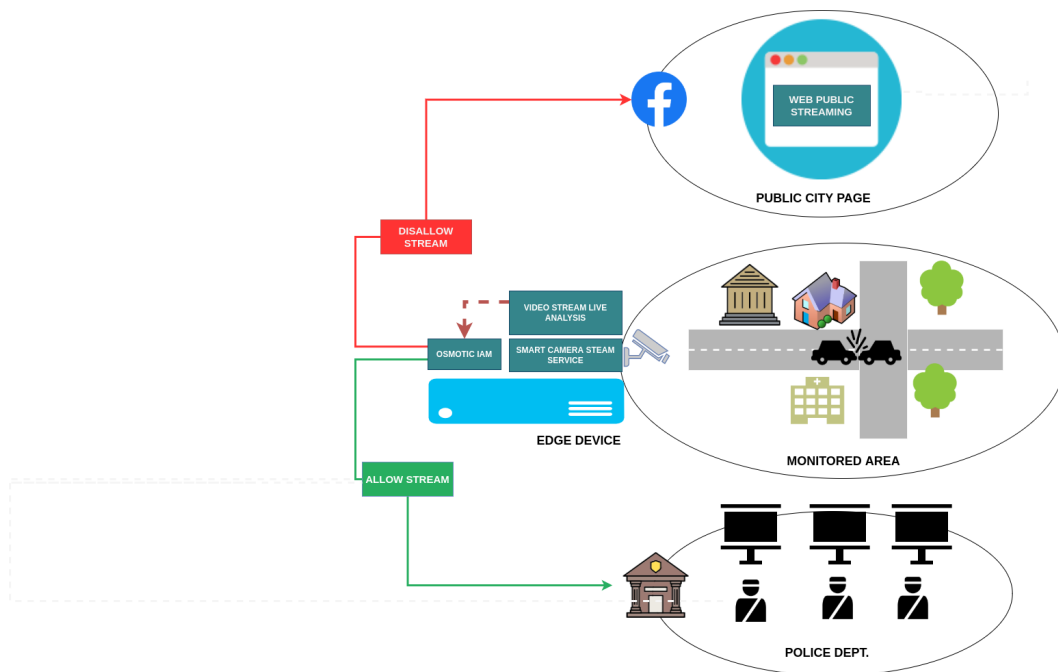 WEB PUBLIC
STREAMING
PUBLIC CITY PAGE
DISALLOW
STREAM
VIDEO STREAM LIVE
ANALYSIS
OSMOTIC IAM
SMART CAMERA STEAM
SERVICE
EDGE DEVICE
MONITORED AREA
ALLOW STREAM
POLICE DEPT.